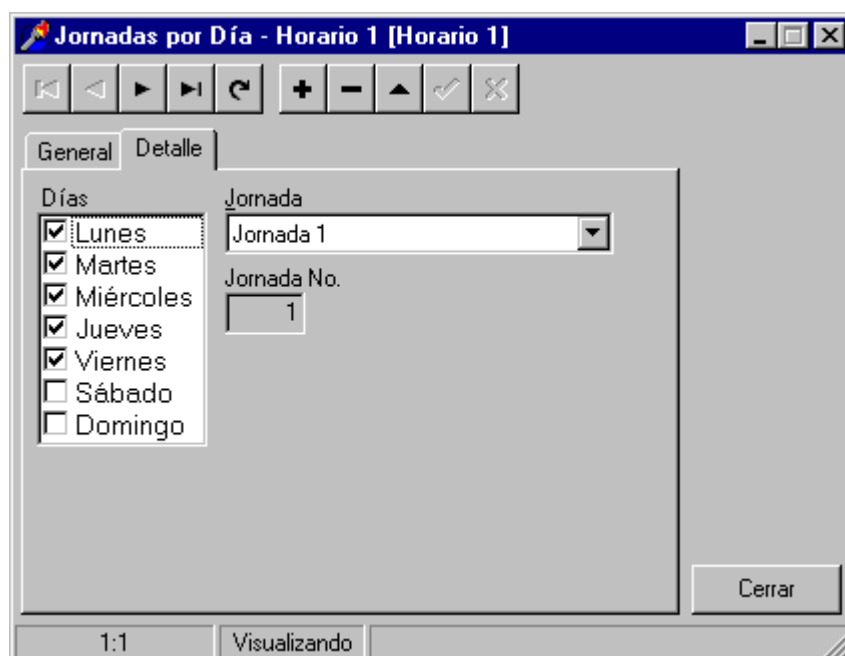 Jornadas por Día - Horario 1 [Horario 1]
General Detalle
Días
Lunes
Martes
Miércoles
Jueves
Viernes
Sábado
Domingo
Jornada
Jornada 1
Jornada No.
1
Cerrar
1:1 Visualizando